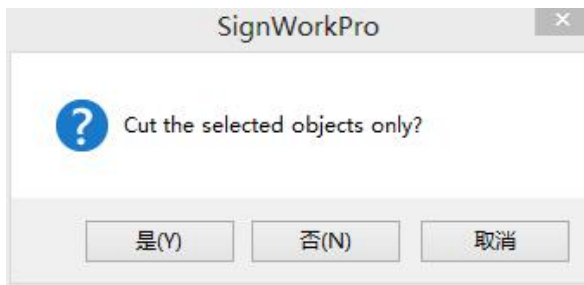 SignWorkPro
Cut the selected objects only?
是(Y) 否(N) 取消